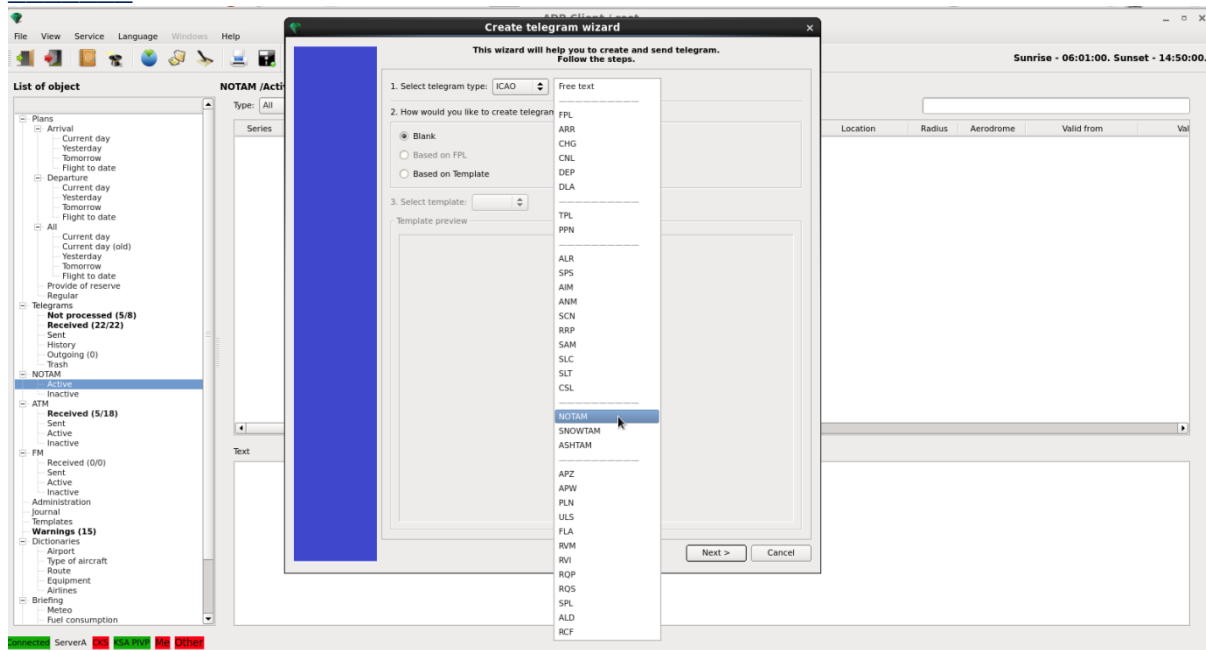 Create telegram wizard
File View Service Language Windows Help
Sunrise - 06:01:00. Sunset - 14:50:00.
This wizard will help you to create and send telegram.
Follow the steps.
List of object
Plans
Arrival
Current day
Yesterday
Tomorrow
Flight to date
Departure
Current day
Yesterday
Tomorrow
Flight to date
All
Current day
Current day (old)
Yesterday
Tomorrow
Flight to date
Provide of reserve
Regular
Telegrams
Not processed (5/8)
Received (22/22)
Sent
History
Outgoing (0)
Trash
NOTAM
Active
Inactive
ATM
Received (5/18)
Sent
Active
Inactive
FM
Received (0/0)
Sent
Active
Inactive
Administration
Journal
Templates
Warnings (15)
Dictionaries
Airport
Type of aircraft
Route
Equipment
Airlines
Briefing
Meteo
Fuel consumption
NOTAM /Acti
Type: All
Series
Location Radius Aerodrome Valid from Val
Text
1. Select telegram type: ICAO
2. How would you like to create telegran
Blank
Based on FPL
Based on Template
3. Select template:
Template preview
Free text
FPL
ARR
CHG
CNL
DEP
DLA
TPL
PPN
ALR
SPS
AIM
ANM
SCN
RRP
SAM
SLC
SLT
CSL
NOTAM
SNOWTAM
ASHTAM
APZ
APW
PLN
ULS
FLA
RVM
RVI
RQP
RQS
SPL
ALD
RCF
Next > Cancel
Connected ServerA CKS KSA PIVP Me Other